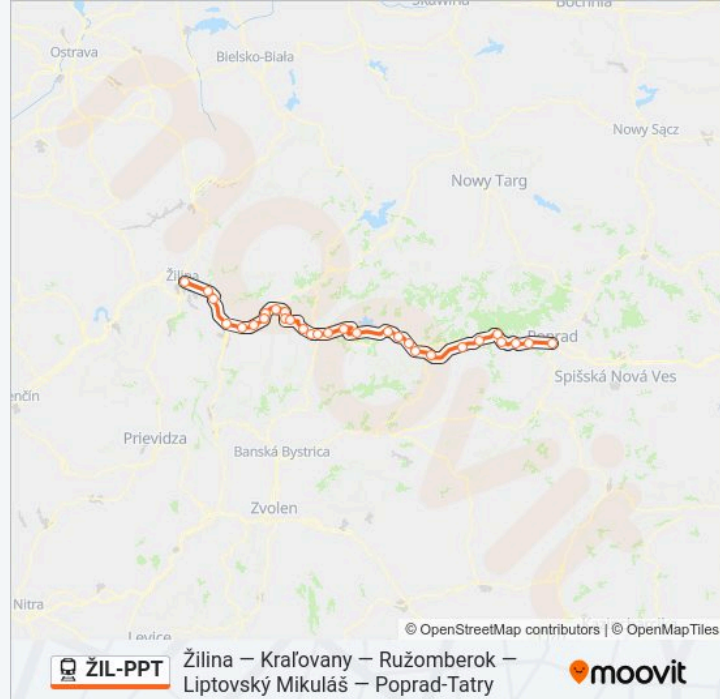 Skawina
Bochnia
Ostrava
Bielsko-Biała
Nowy Sącz
Nowy Targ
Žilina
Poprad
Spišská Nová Ves
enčín
Prievidza
Banská Bystrica
Zvolen
Nitra
Levice
moovit
© OpenStreetMap contributors | © OpenMapTiles
ŽIL-PPT
Žilina — Kraľovany — Ružomberok —
Liptovský Mikuláš — Poprad-Tatry
moovit